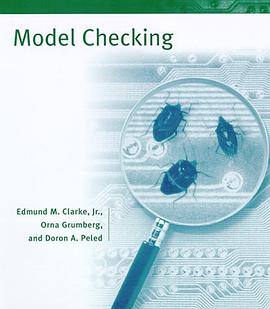 Model Checking
Edmund M. Clarke, Jr.,
Orna Grumberg,
and Doron A. Peled